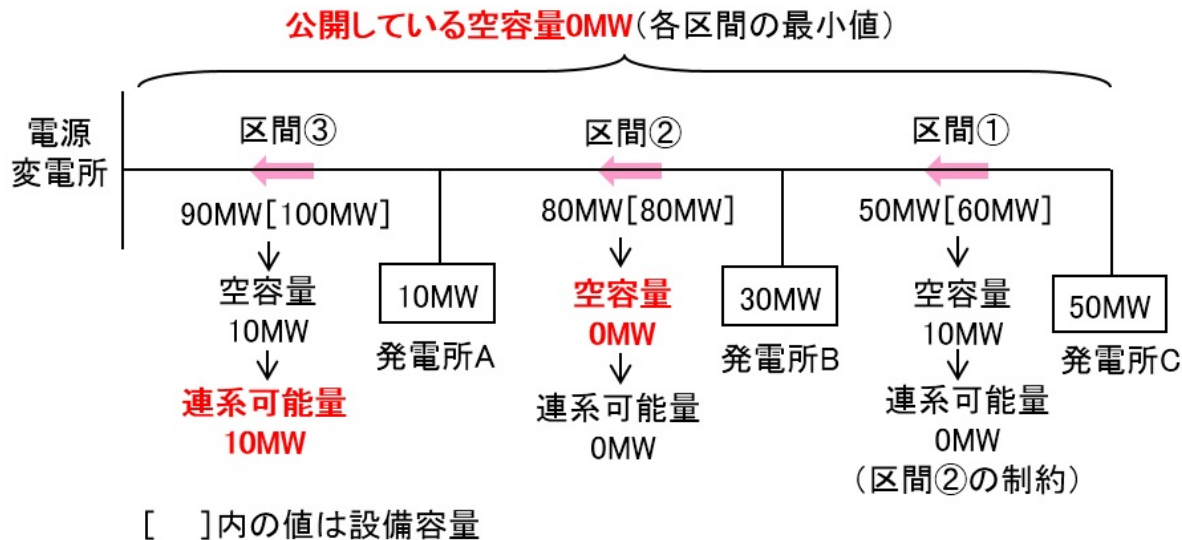 公開している空容量0MW(各区間の最小値)
電源
変電所
区間③
区間②
区間①
90MW[100MW]
80MW[80MW]
50MW[60MW]
空容量
10MW
連系可能量
10MW
10MW
発電所A
空容量
0MW
連系可能量
0MW
30MW
発電所B
空容量
10MW
連系可能量
0MW
(区間②の制約)
50MW
発電所C
[ ]内の値は設備容量